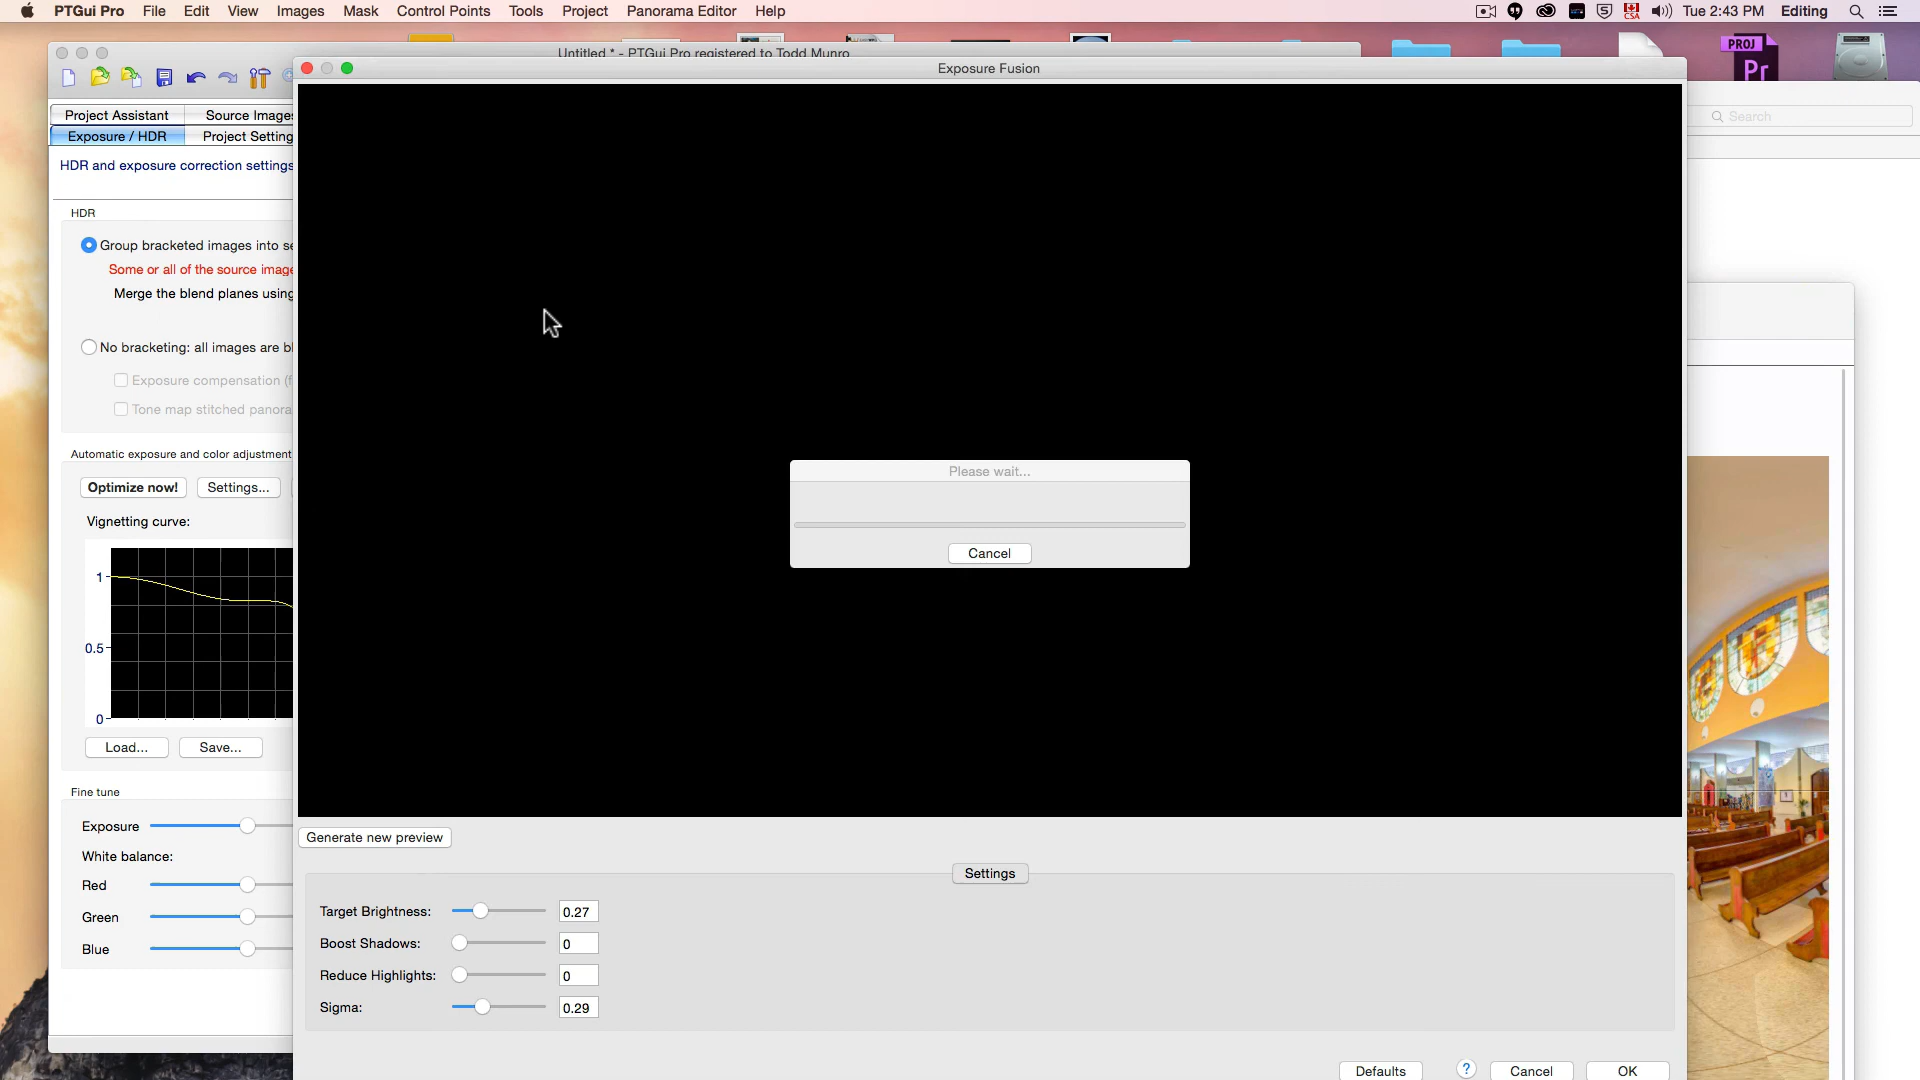 PTGui Pro File Edit View Images Mask Control Points Tools Project Panorama Editor Help
5 CSA Tue 2:43 PM Editing
PROJ
Pr
Untitled * - PTGui Pro registered to Todd Munro
Exposure Fusion
Project Assistant Source Images
Exposure / HDR Project Setting
Search
HDR and exposure correction settings
HDR
Group bracketed images into se
Some or all of the source image
Merge the blend planes using
No bracketing: all images are bl
Exposure compensation (f
Tone map stitched panora
Automatic exposure and color adjustment
Optimize now! Settings...
Please wait...
Cancel
Vignetting curve:
1
0.5
0
Load... Save...
Fine tune
Exposure
White balance:
Red
Green
Blue
Generate new preview
Settings
Target Brightness: 0.27
Boost Shadows: 0
Reduce Highlights: 0
Sigma: 0.29
Defaults ? Cancel OK